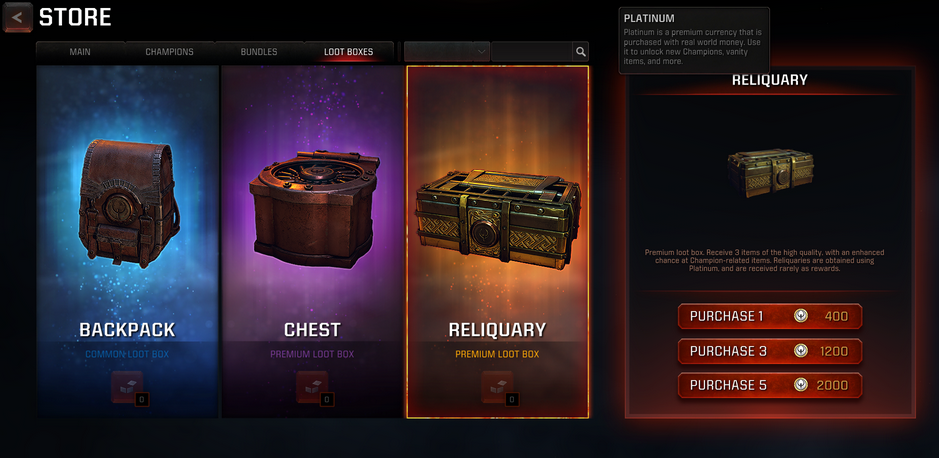 STORE
MAIN
CHAMPIONS
BUNDLES
LOOT BOXES
PLATINUM
Platinum is a premium currency that is
purchased with real world money. Use
it to unlock new Champions, vanity
items, and more.
BACKPACK
COMMON LOOT BOX
0
CHEST
PREMIUM LOOT BOX
0
RELIQUARY
PREMIUM LOOT BOX
0
RELIQUARY
Premium loot box. Receive 3 items of the high quality, with an enhanced
chance at Champion-related items. Reliquaries are obtained using
Platinum, and are received rarely as rewards.
PURCHASE 1 400
PURCHASE 3 1200
PURCHASE 5 2000